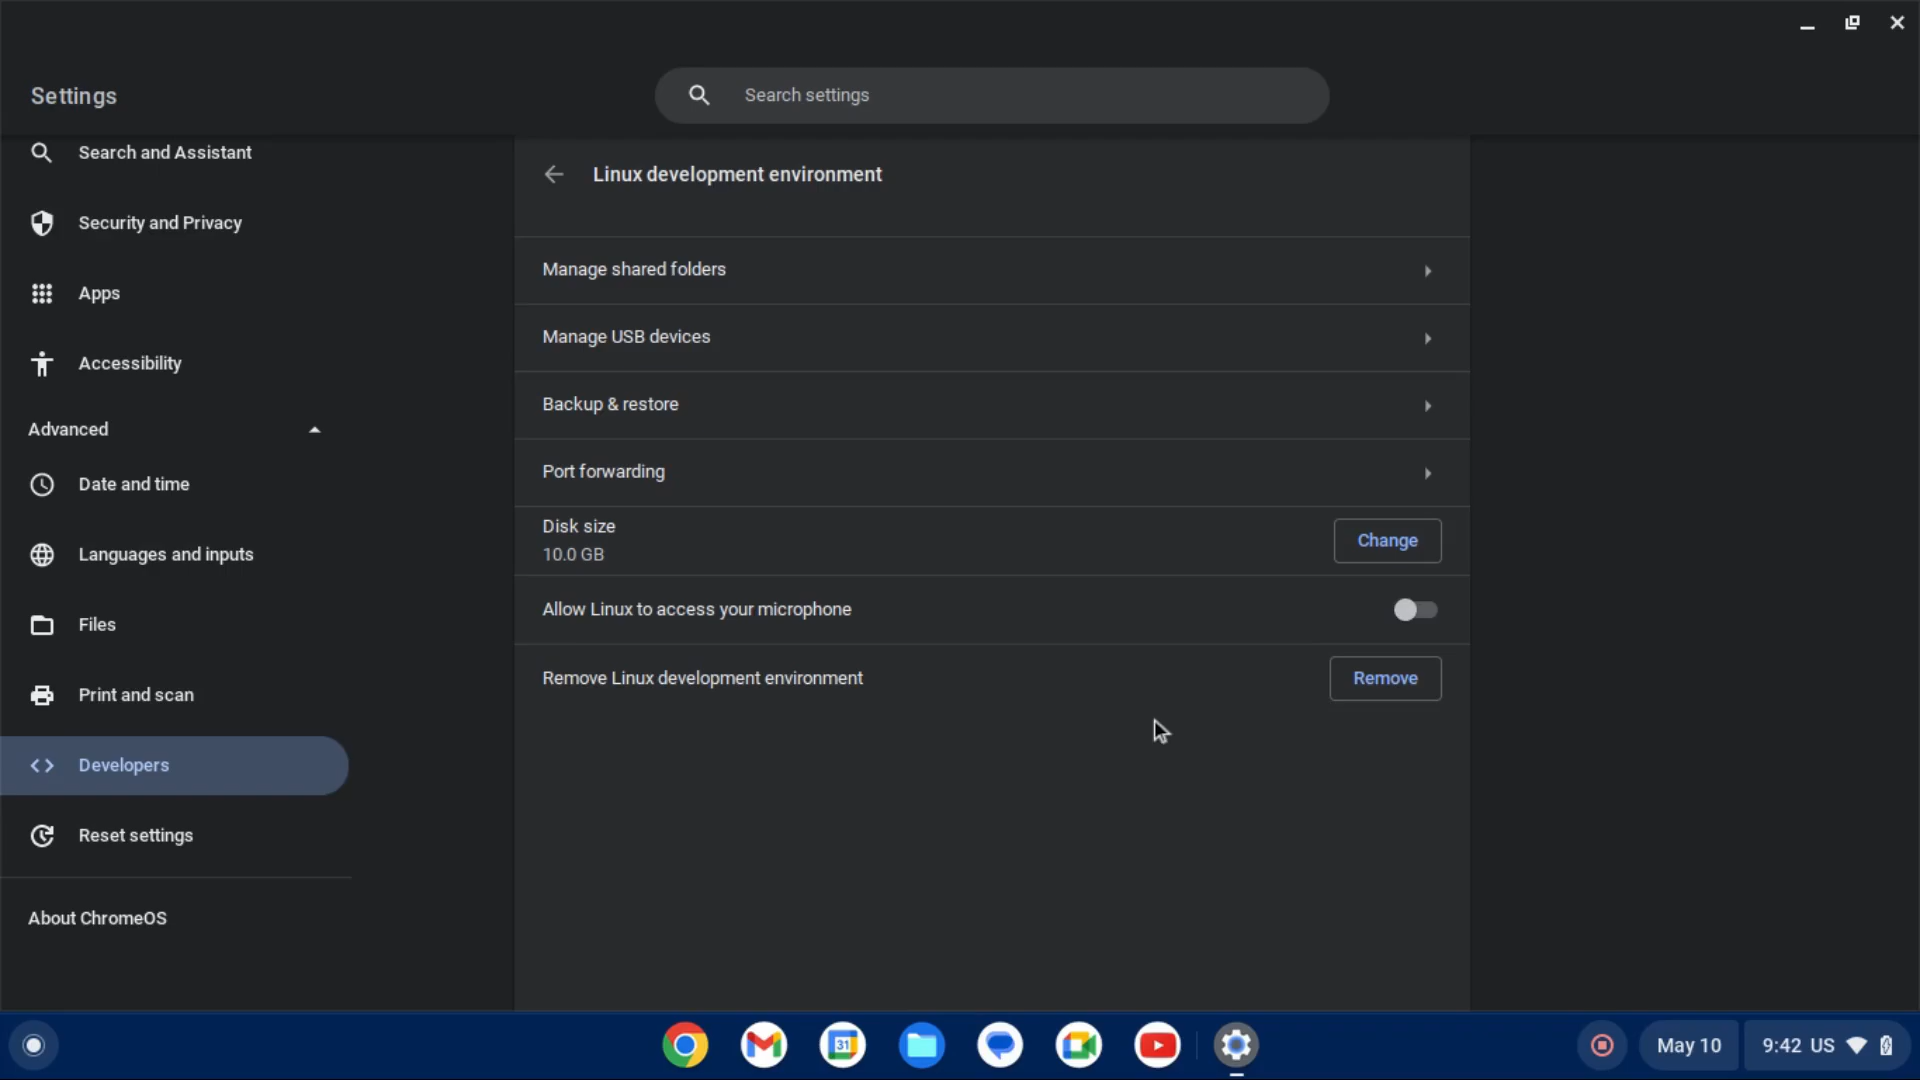 Settings
Search settings
Search and Assistant
Security and Privacy
Apps
Accessibility
Advanced
Date and time
Languages and inputs
Files
Print and scan
Developers
Reset settings
About ChromeOS
Linux development environment
Manage shared folders
Manage USB devices
Backup & restore
Port forwarding
Disk size
10.0 GB
Change
Allow Linux to access your microphone
Remove Linux development environment
Remove
31
May 10
9:42 US